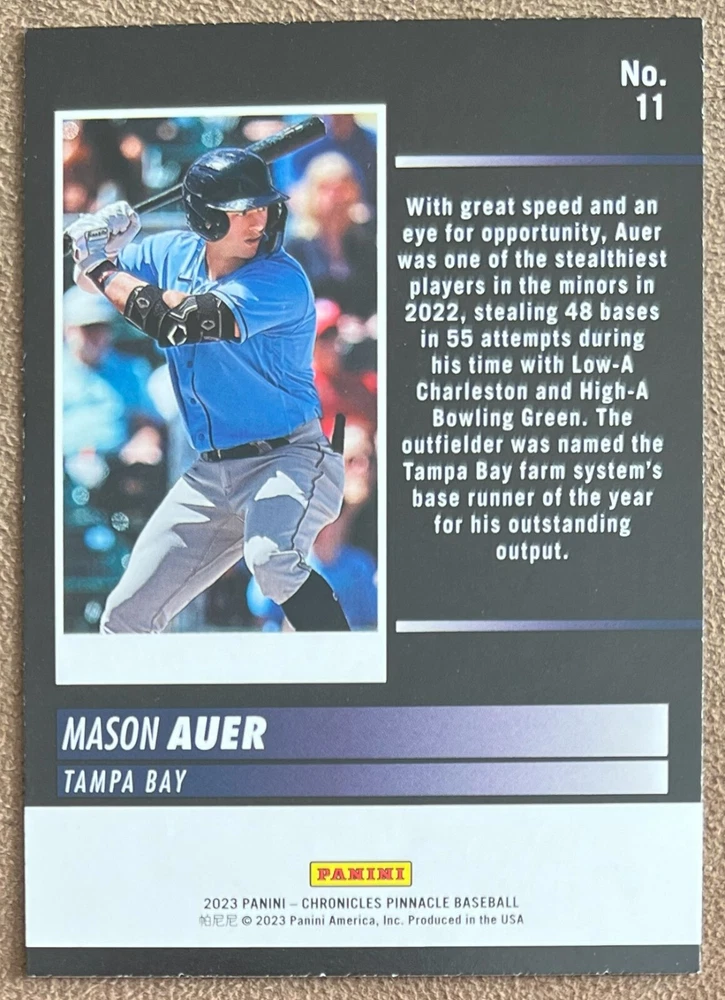 No.
11
With great speed and an
eye for opportunity, Auer
was one of the stealthiest
players in the minors in
2022, stealing 48 bases
in 55 attempts during
his time with Low-A
Charleston and High-A
Bowling Green. The
outfielder was named the
Tampa Bay farm system's
base runner of the year
for his outstanding
output.
MASON AUER
TAMPA BAY
PANINI
2023 PANINI – CHRONICLES PINNACLE BASEBALL
帕尼尼 © 2023 Panini America, Inc. Produced in the USA